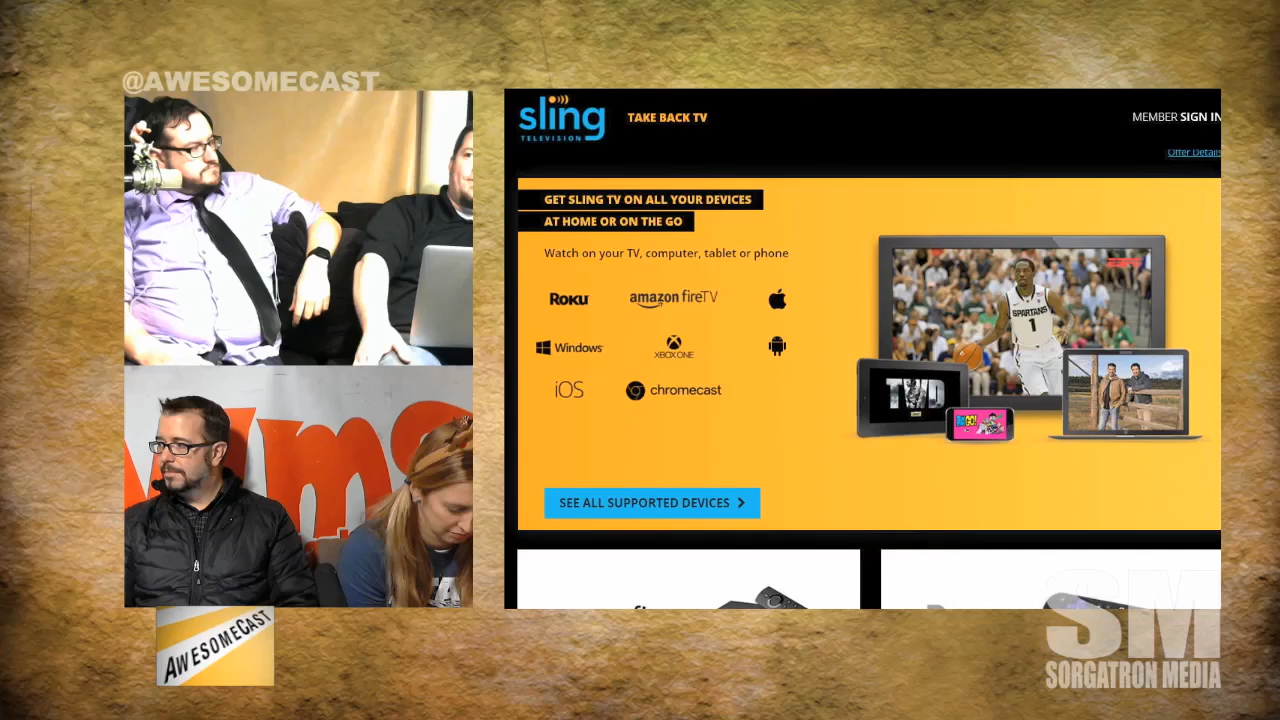 @AWESOMECAST
sling
TELEVISION
TAKE BACK TV
MEMBER SIGN IN
Offer Details
GET SLING TV ON ALL YOUR DEVICES
AT HOME OR ON THE GO
Watch on your TV, computer, tablet or phone
Roku
amazon fireTV
Windows
XBOX ONE
iOS
chromecast
SPARTANS
1
TWD
GO!
SEE ALL SUPPORTED DEVICES
AWESOMECAST
SM
SORGATRON MEDIA